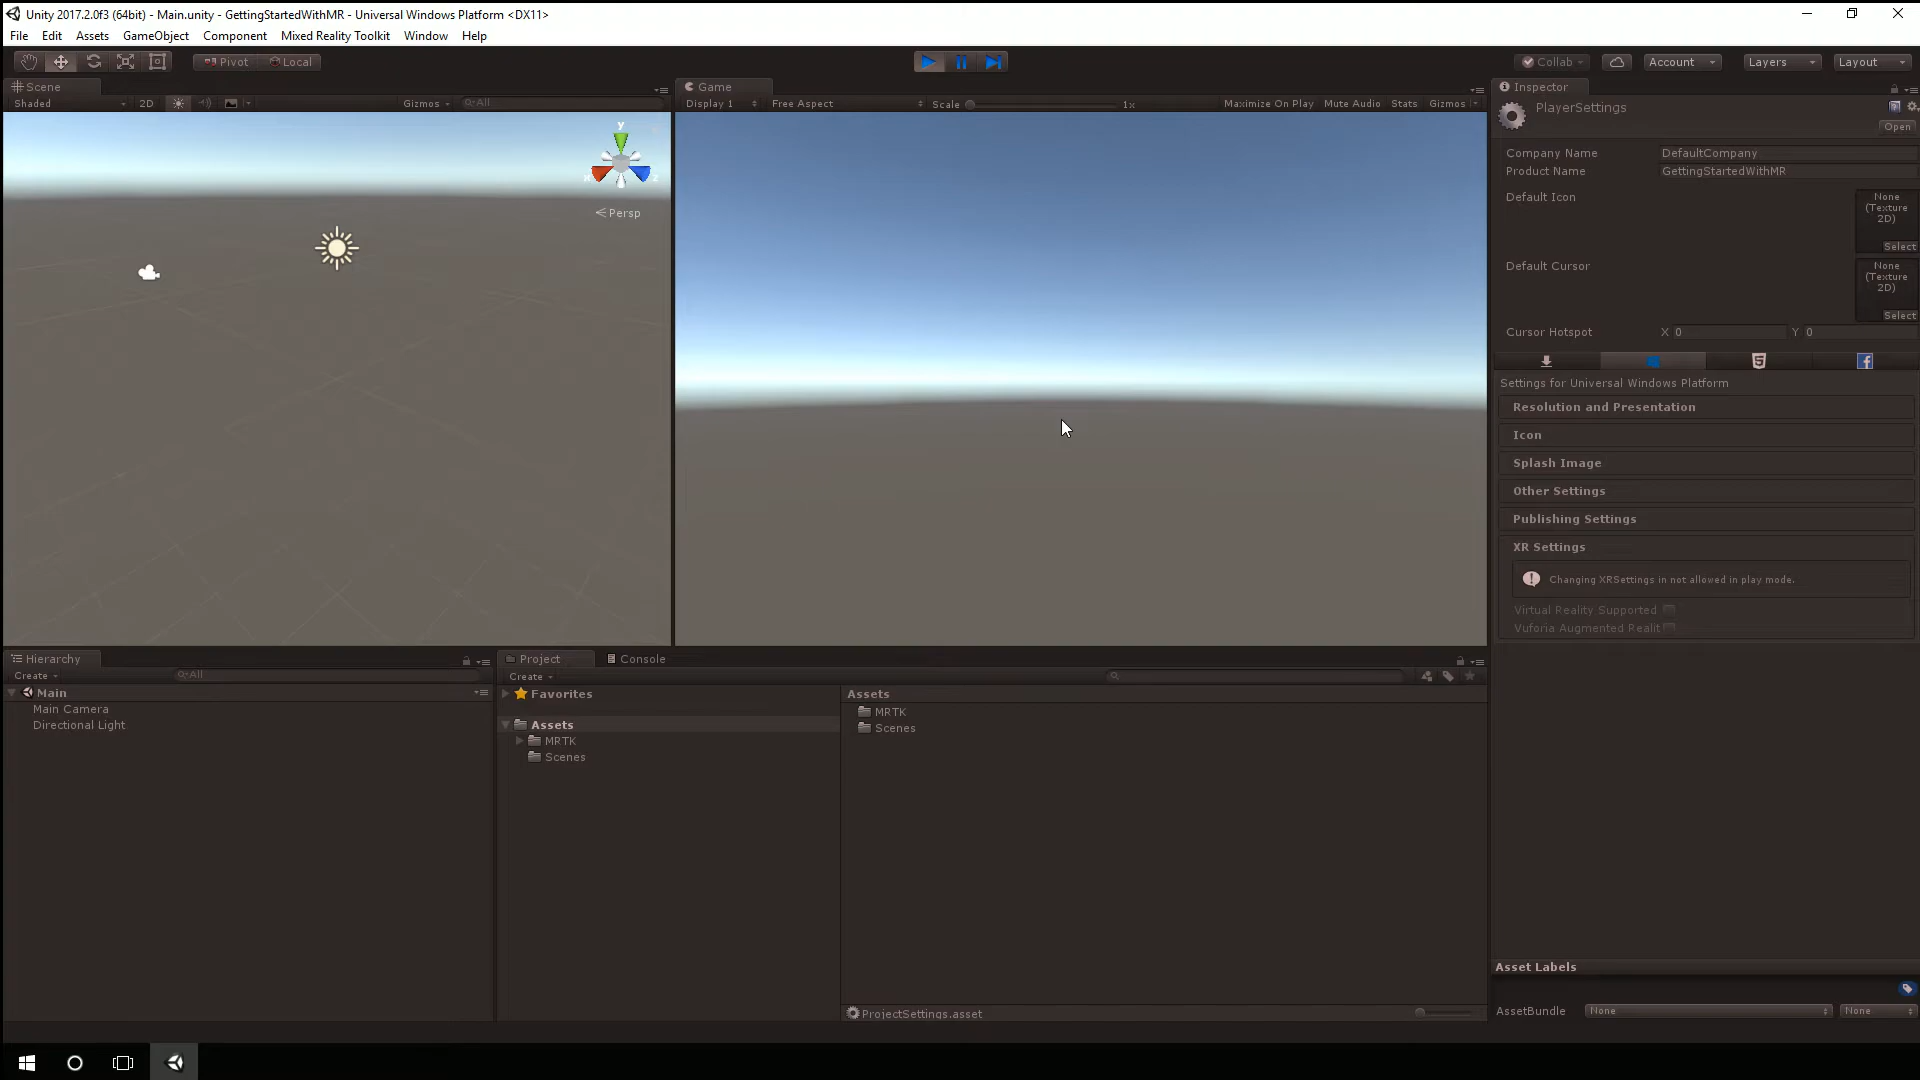 Unity 2017.2.0f3 (64bit) - Main.unity - GettingStartedWithMR - Universal Windows Platform <DX11>
File Edit Assets GameObject Component Mixed Reality Toolkit Window Help
Pivot Local Collab Account Layers Layout
Scene
Shaded 2D Gizmos All
y
x
z
Persp
Game
Display 1 Free Aspect Scale 1x Maximize On Play Mute Audio Stats Gizmos
Inspector
PlayerSettings
Open
Company Name DefaultCompany
Product Name GettingStartedWithMR
Default Icon
None
(Texture
2D)
Select
Default Cursor
None
(Texture
2D)
Select
Cursor Hotspot X 0 Y 0
Settings for Universal Windows Platform
Resolution and Presentation
Icon
Splash Image
Other Settings
Publishing Settings
XR Settings
Changing XRSettings in not allowed in play mode.
Virtual Reality Supported
Vuforia Augmented Realit
Hierarchy
Create All
Main
Main Camera
Directional Light
Project Console
Create
Favorites
Assets
MRTK
Scenes
Assets
MRTK
Scenes
ProjectSettings.asset
Asset Labels
AssetBundle None None